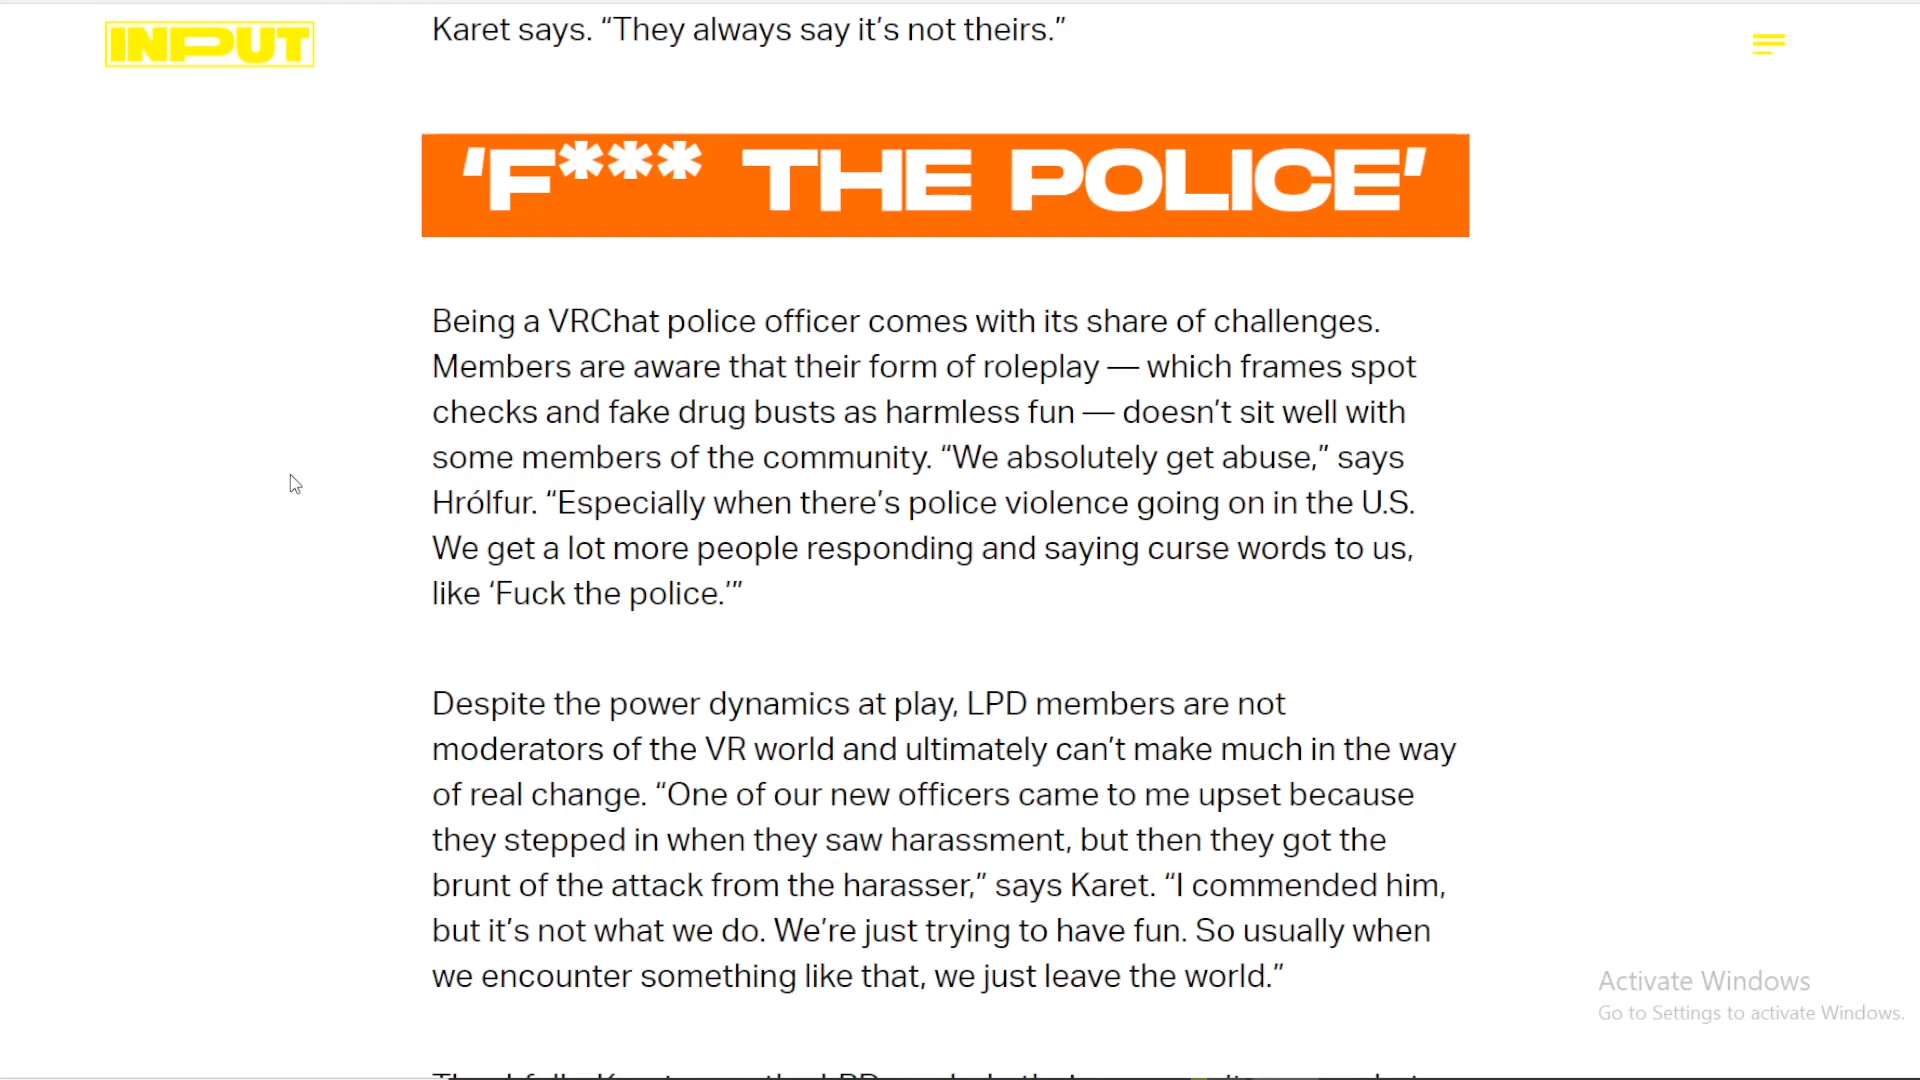 Karet says. “They always say it’s not theirs.”
INPUT
‘F*** THE POLICE’
Being a VRChat police officer comes with its share of challenges.
Members are aware that their form of roleplay — which frames spot
checks and fake drug busts as harmless fun — doesn’t sit well with
some members of the community. “We absolutely get abuse,” says
Hrólfur. “Especially when there’s police violence going on in the U.S.
We get a lot more people responding and saying curse words to us,
like ‘Fuck the police.’”
Despite the power dynamics at play, LPD members are not
moderators of the VR world and ultimately can’t make much in the way
of real change. “One of our new officers came to me upset because
they stepped in when they saw harassment, but then they got the
brunt of the attack from the harasser,” says Karet. “I commended him,
but it’s not what we do. We’re just trying to have fun. So usually when
we encounter something like that, we just leave the world.”
Activate Windows
Go to Settings to activate Windows.